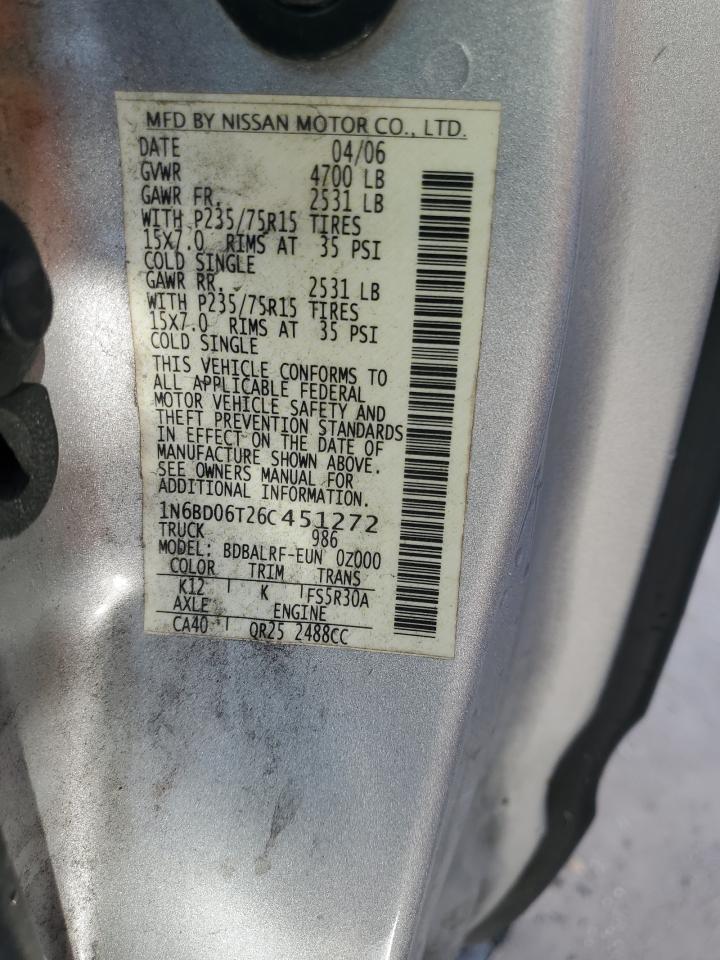 MFD BY NISSAN MOTOR CO., LTD.
DATE 04/06
GVWR 4700 LB
GAWR FR. 2531 LB
WITH P235/75R15 TIRES
15X7.0 RIMS AT 35 PSI
COLD SINGLE
GAWR RR. 2531 LB
WITH P235/75R15 TIRES
15X7.0 RIMS AT 35 PSI
COLD SINGLE
THIS VEHICLE CONFORMS TO
ALL APPLICABLE FEDERAL
MOTOR VEHICLE SAFETY AND
THEFT PREVENTION STANDARDS
IN EFFECT ON THE DATE OF
MANUFACTURE SHOWN ABOVE.
SEE OWNERS MANUAL FOR
ADDITIONAL INFORMATION.
1N6BD06T26C451272
TRUCK 986
MODEL: BDBALRF-EUN 0Z000
COLOR TRIM TRANS
K12 K FS5R30A
AXLE ENGINE
CA40 QR25 2488CC